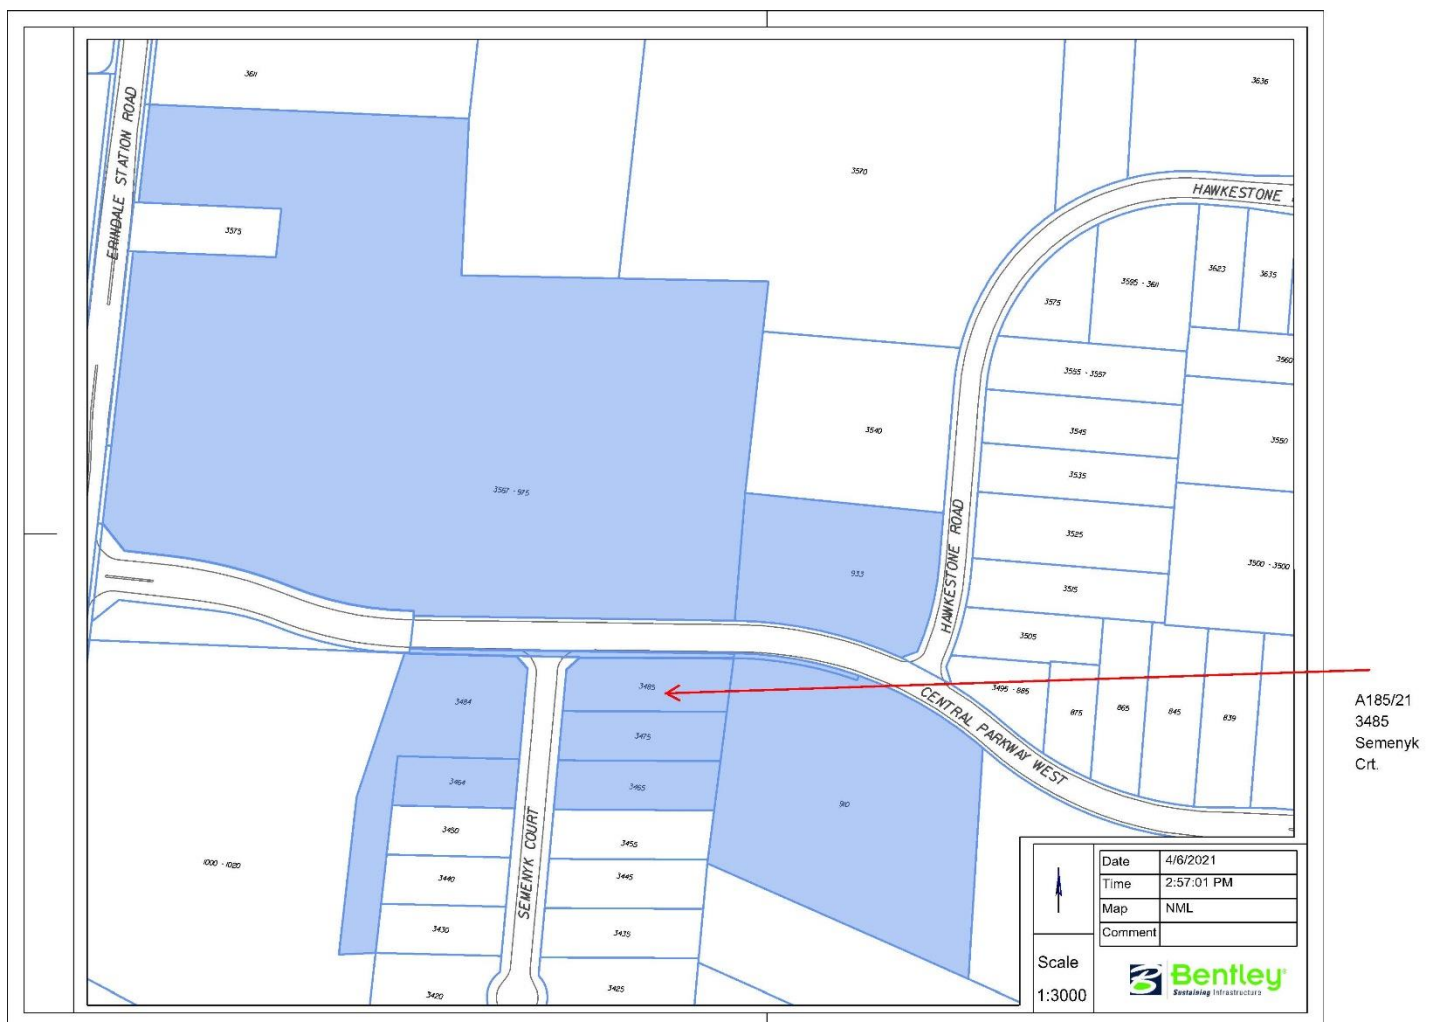 3611
3636
ERINDALE STATION ROAD
3570
HAWKESTONE
3575
3623
3635
3595 - 3611
3575
3560
3555 - 3557
3540
3545
3550
3535
3567 - 975
3525
HAWKESTONE ROAD
3500 - 3500
933
3515
3505
3485
3495 - 885
3484
875
865
845
839
CENTRAL PARKWAY WEST
3475
3464
3465
910
SEMENYK COURT
3450
3455
1000 - 1020
3440
3445
3430
3435
3420
3425
A185/21
3485
Semenyk
Crt.
Date 4/6/2021
Time 2:57:01 PM
Map NML
Comment
Scale
1:3000
Bentley
Sustaining Infrastructure